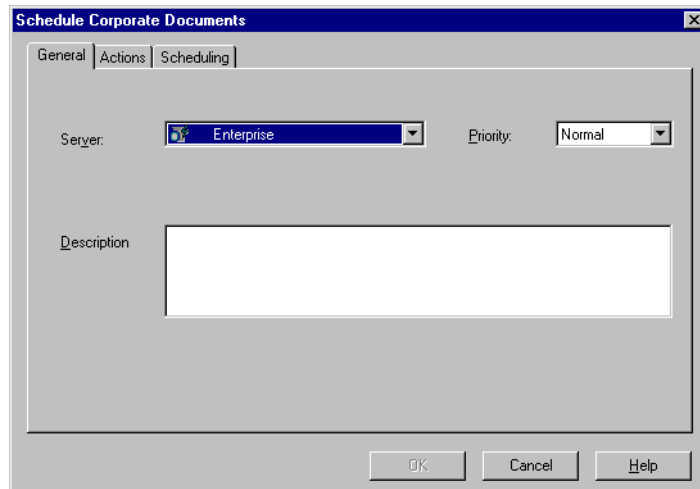 Schedule Corporate Documents
General Actions Scheduling
Server: Enterprise Priority: Normal
Description
OK Cancel Help